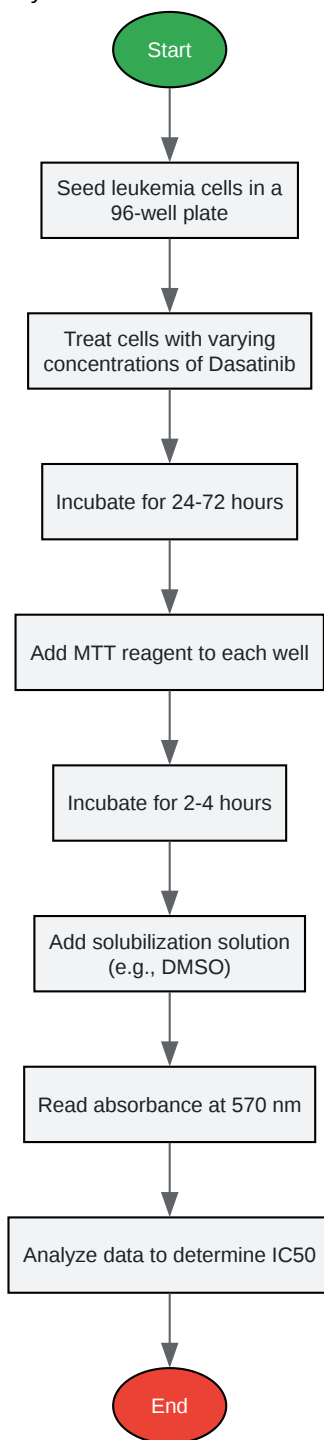 Start
Seed leukemia cells in a
96-well plate
Treat cells with varying
concentrations of Dasatinib
Incubate for 24-72 hours
Add MTT reagent to each well
Incubate for 2-4 hours
Add solubilization solution
(e.g., DMSO)
Read absorbance at 570 nm
Analyze data to determine IC50
End